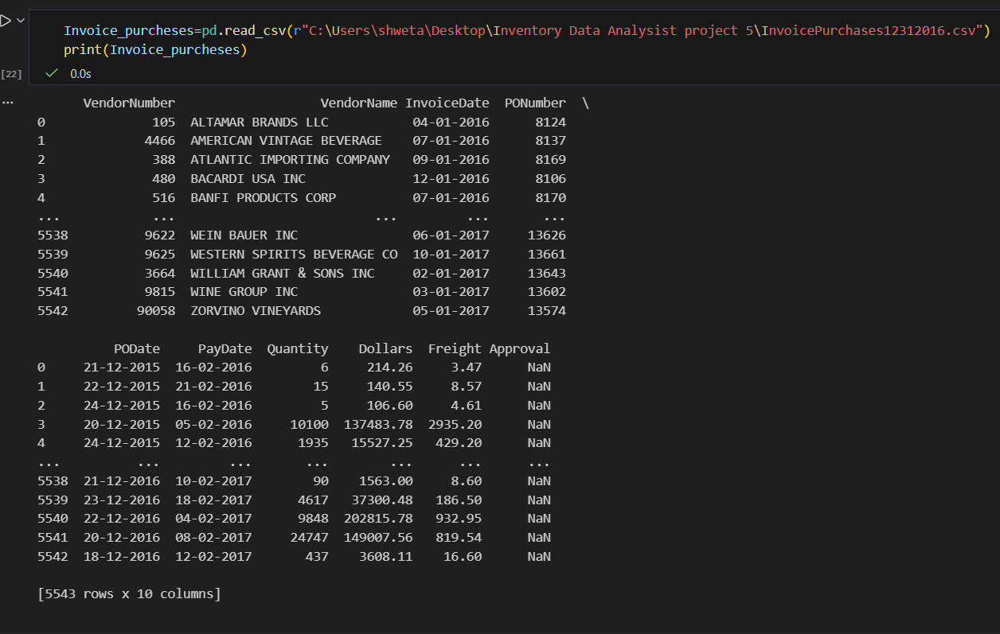 Invoice_purcheses=pd.read_csv(r"C:\Users\shweta\Desktop\Inventory Data Analysist project 5\InvoicePurchases12312016.csv")
print(Invoice_purcheses)
[22] 0.0s
... VendorNumber VendorName InvoiceDate PONumber \
0 105 ALTAMAR BRANDS LLC 04-01-2016 8124
1 4466 AMERICAN VINTAGE BEVERAGE 07-01-2016 8137
2 388 ATLANTIC IMPORTING COMPANY 09-01-2016 8169
3 480 BACARDI USA INC 12-01-2016 8106
4 516 BANFI PRODUCTS CORP 07-01-2016 8170
... ... ... ... ...
5538 9622 WEIN BAUER INC 06-01-2017 13626
5539 9625 WESTERN SPIRITS BEVERAGE CO 10-01-2017 13661
5540 3664 WILLIAM GRANT & SONS INC 02-01-2017 13643
5541 9815 WINE GROUP INC 03-01-2017 13602
5542 90058 ZORVINO VINEYARDS 05-01-2017 13574
PODate PayDate Quantity Dollars Freight Approval
0 21-12-2015 16-02-2016 6 214.26 3.47 NaN
1 22-12-2015 21-02-2016 15 140.55 8.57 NaN
2 24-12-2015 16-02-2016 5 106.60 4.61 NaN
3 20-12-2015 05-02-2016 10100 137483.78 2935.20 NaN
4 24-12-2015 12-02-2016 1935 15527.25 429.20 NaN
... ... ... ... ... ... ...
5538 21-12-2016 10-02-2017 90 1563.00 8.60 NaN
5539 23-12-2016 18-02-2017 4617 37300.48 186.50 NaN
5540 22-12-2016 04-02-2017 9848 202815.78 932.95 NaN
5541 20-12-2016 08-02-2017 24747 149007.56 819.54 NaN
5542 18-12-2016 12-02-2017 437 3608.11 16.60 NaN
[5543 rows x 10 columns]